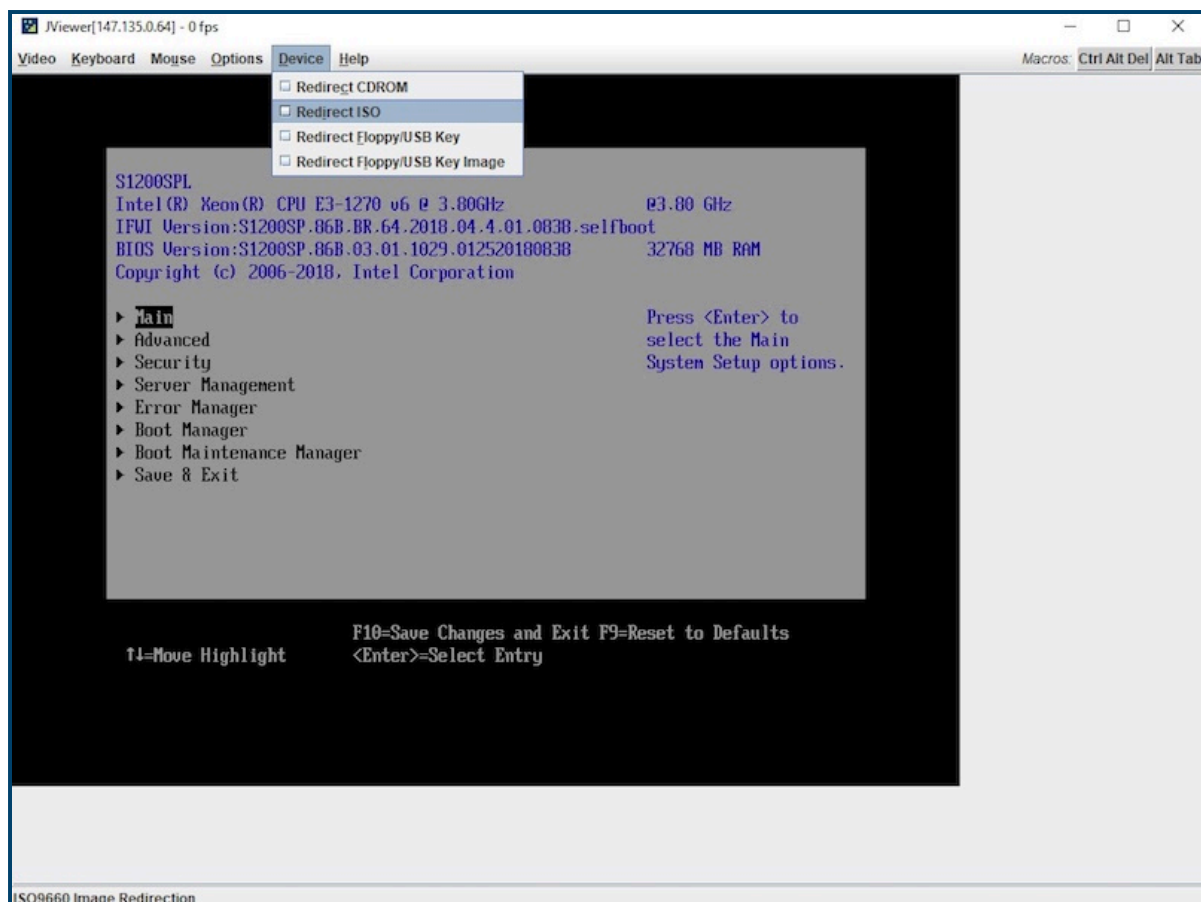 JViewer[147.135.0.64] - 0 fps
Video Keyboard Mouse Options Device Help Macros: Ctrl Alt Del Alt Tab
Redirect CDROM
Redirect ISO
Redirect Floppy/USB Key
Redirect Floppy/USB Key Image
S1200SPL
Intel(R) Xeon(R) CPU E3-1270 v6 @ 3.80GHz @3.80 GHz
IFWI Version:S1200SP.86B.BR.64.2018.04.4.01.0838.selfboot
BIOS Version:S1200SP.86B.03.01.1029.012520180838 32768 MB RAM
Copyright (c) 2006-2018, Intel Corporation
Main
Advanced
Security
Server Management
Error Manager
Boot Manager
Boot Maintenance Manager
Save & Exit
Press <Enter> to
select the Main
System Setup options.
F10=Save Changes and Exit F9=Reset to Defaults
↑↓=Move Highlight <Enter>=Select Entry
ISO9660 Image Redirection